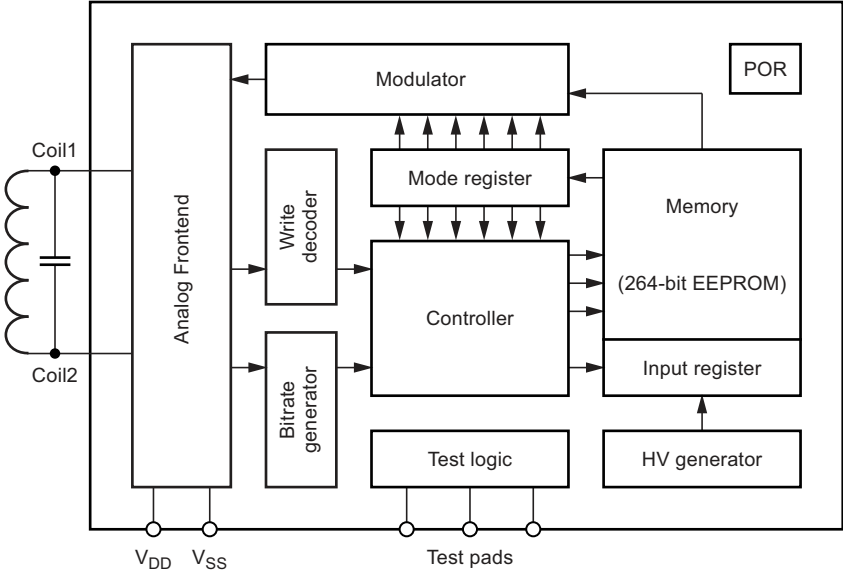 Modulator
POR
Coil1
Mode register
Memory
(264-bit EEPROM)
Write
decoder
Analog Frontend
Controller
Coil2
Bitrate
generator
Input register
Test logic
HV generator
VDD
VSS
Test pads